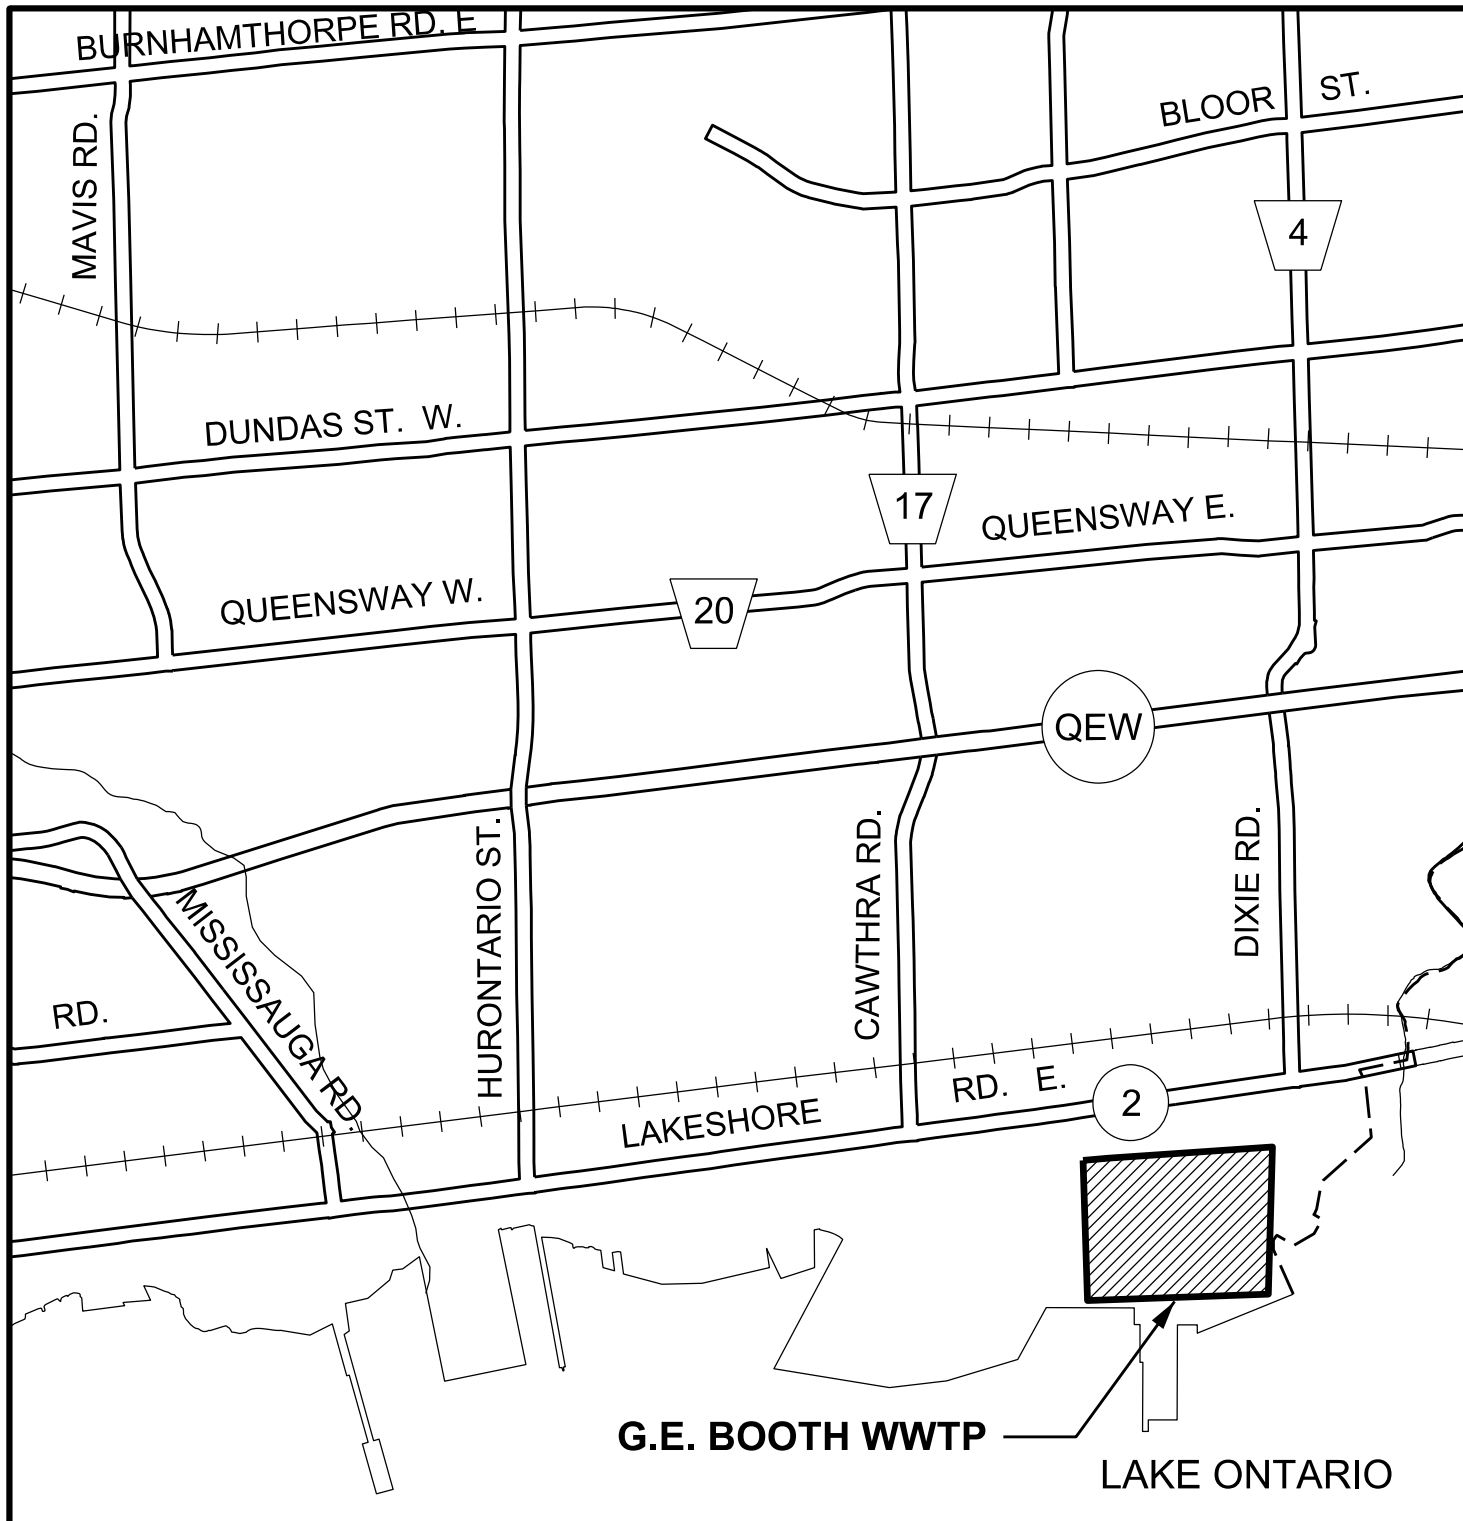 BURNHAMTHORPE RD. E
BLOOR ST.
MAVIS RD.
4
DUNDAS ST. W.
17
QUEENSWAY E.
QUEENSWAY W.
20
QEW
HURONTARIO ST.
CAWTHRA RD.
DIXIE RD.
MISSISSAUGA RD.
RD.
LAKESHORE RD. E.
2
G.E. BOOTH WWTP
LAKE ONTARIO